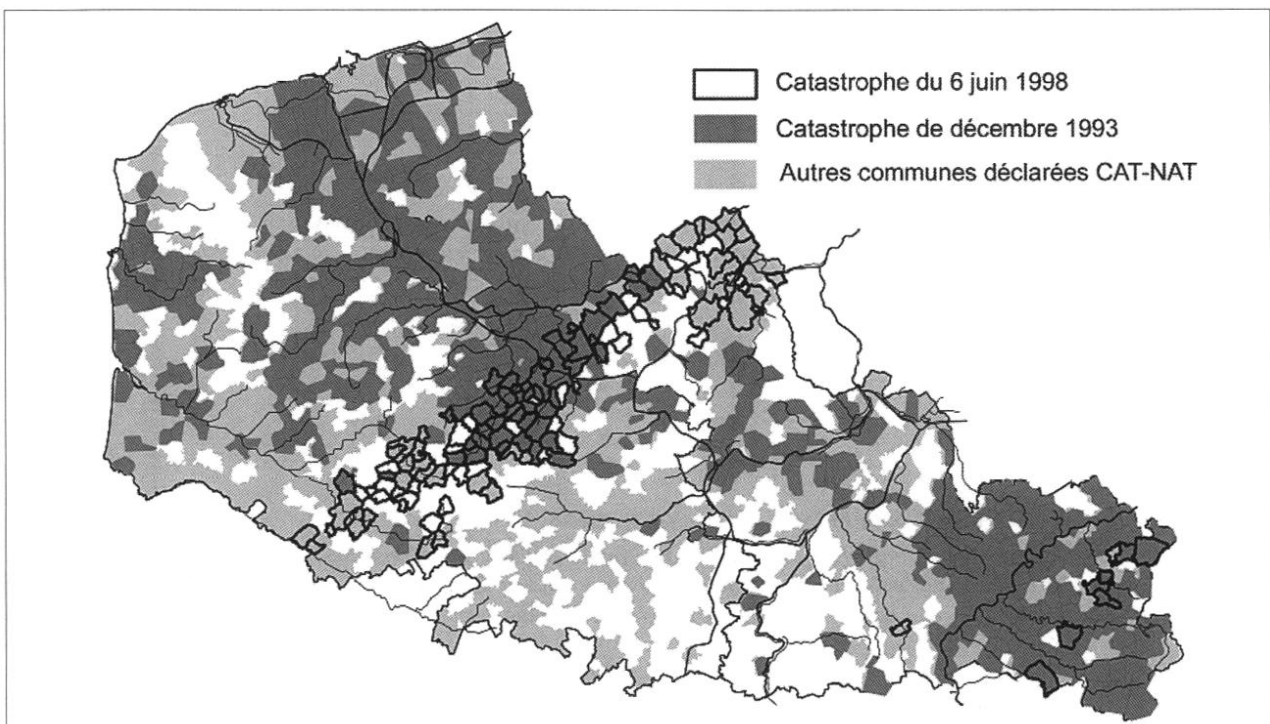 Catastrophe du 6 juin 1998
Catastrophe de décembre 1993
Autres communes déclarées CAT-NAT